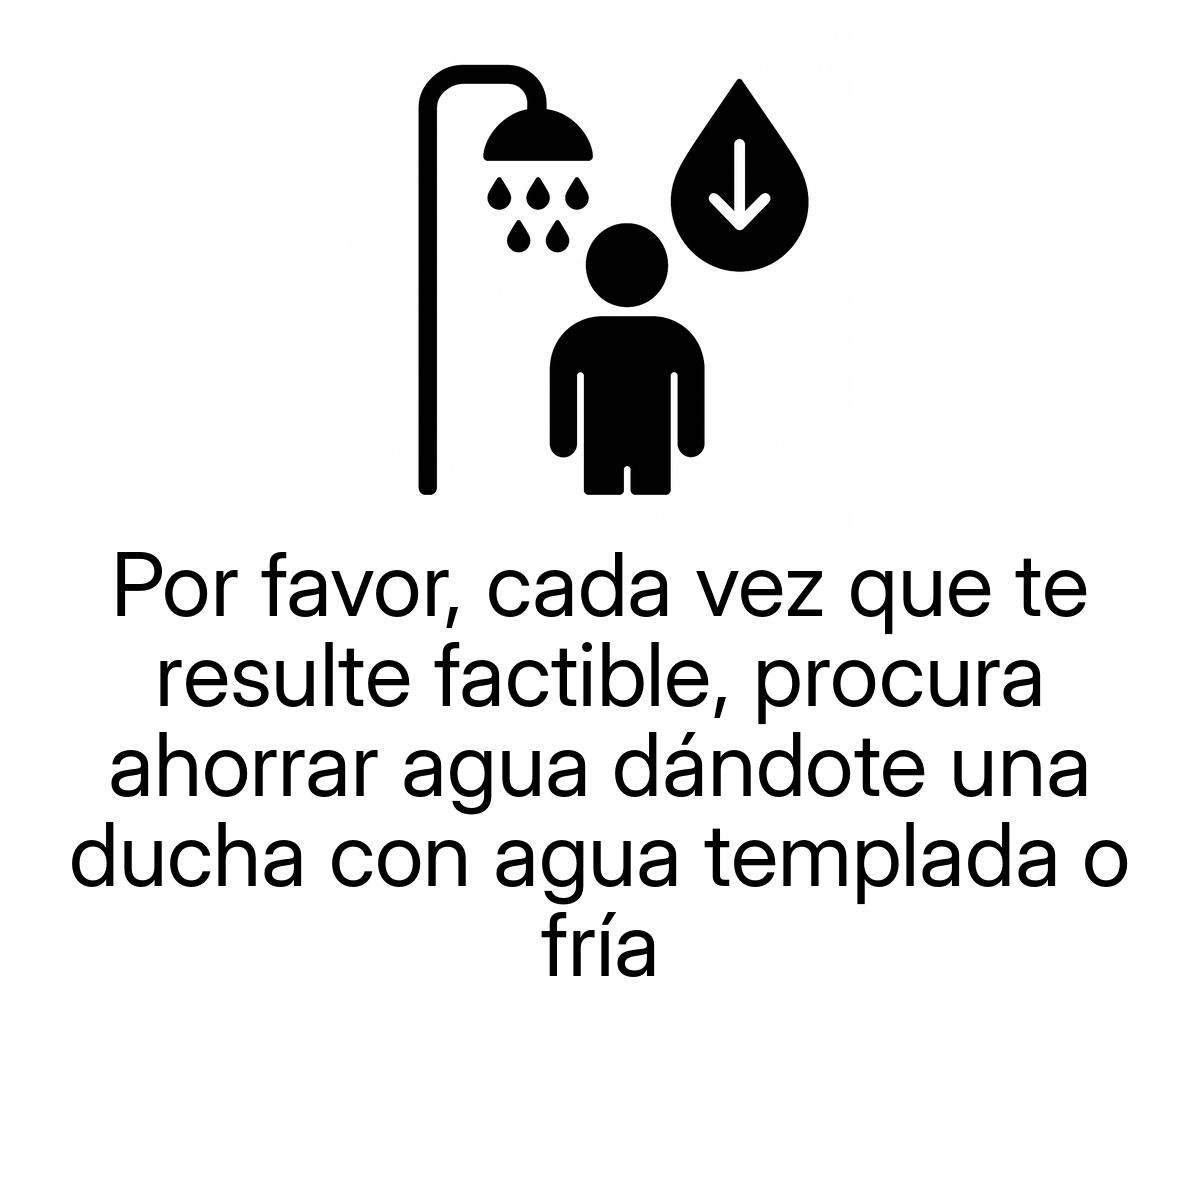 Por favor, cada vez que te
resulte factible, procura
ahorrar agua dándote una
ducha con agua templada o
fría